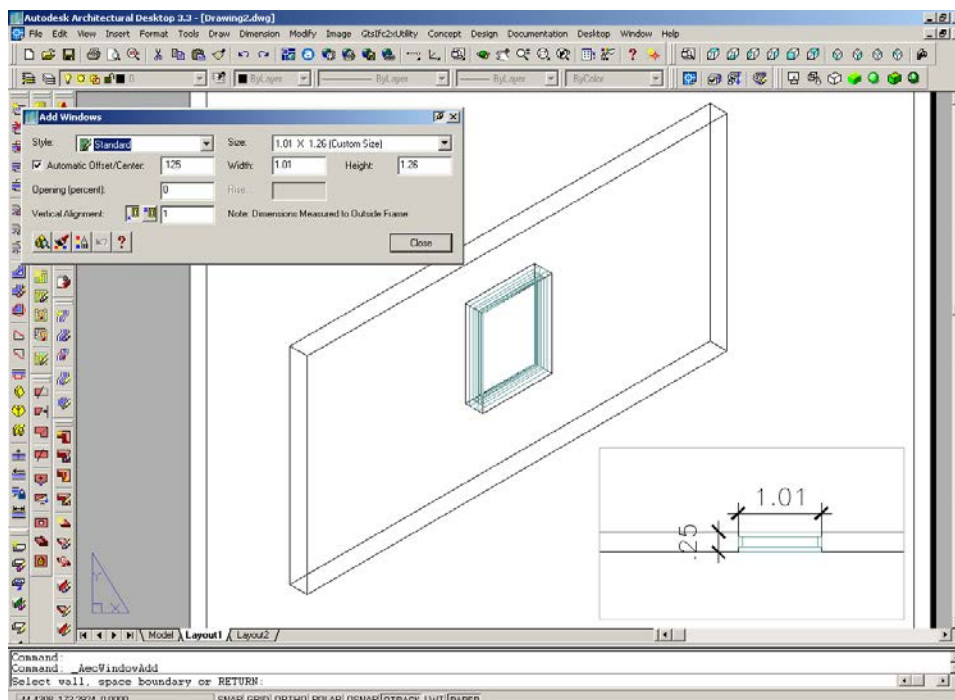 Autodesk Architectural Desktop 3.3 - [Drawing2.dwg]
File Edit View Insert Format Tools Draw Dimension Modify Image GtsIfc2xUtility Concept Design Documentation Desktop Window Help
0 ByLayer ByLayer ByLayer ByColor
Add Windows
Style: Standard Size: 1.01 X 1.26 (Custom Size)
Automatic Offset/Center: .125 Width: 1.01 Height: 1.26
Opening (percent): 0 Rise:
Vertical Alignment: 1 Note: Dimensions Measured to Outside Frame
Close
1.01
.25
Y
X
Model Layout1 Layout2
Command:
Command: _AecWindowAdd
Select wall, space boundary or RETURN:
SNAP GRID ORTHO POLAR OSNAP OTRACK LWT PAPER